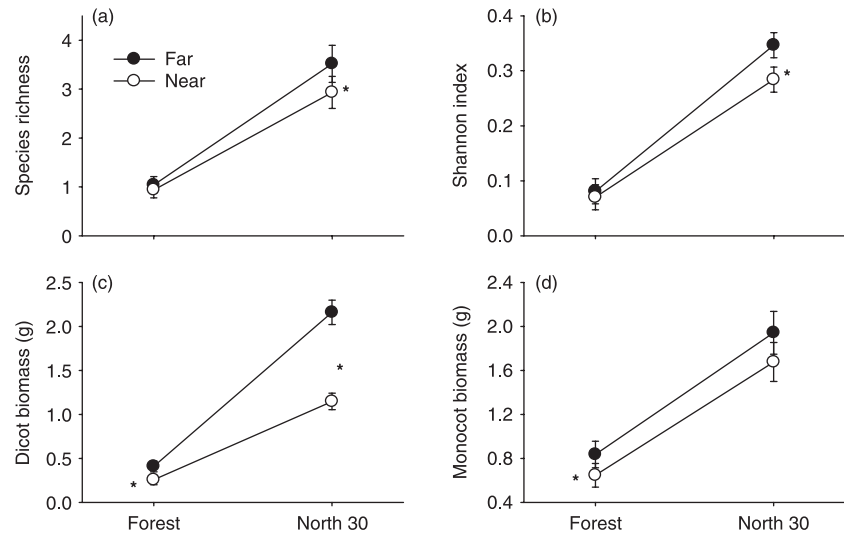 (a)
Far
Near
Species richness
4
3
2
1
0
*
(b)
Shannon index
0.4
0.3
0.2
0.1
0.0
*
(c)
Dicot biomass (g)
2.5
2.0
1.5
1.0
0.5
0.0
*
*
Forest
North 30
(d)
Monocot biomass (g)
2.4
2.0
1.6
1.2
0.8
0.4
*
Forest
North 30